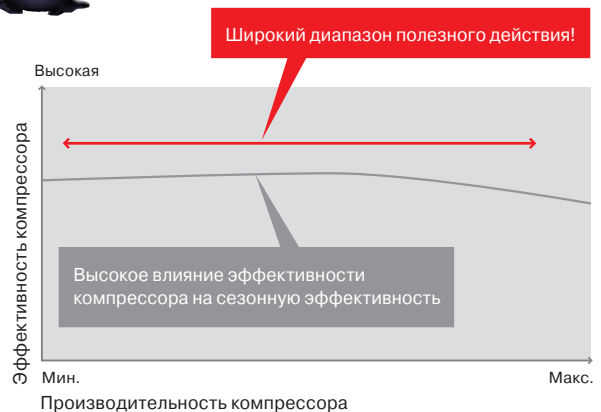 Широкий диапазон полезного действия!
Высокая
Эффективность компрессора
Высокое влияние эффективности
компрессора на сезонную эффективность
Мин.
Макс.
Производительность компрессора